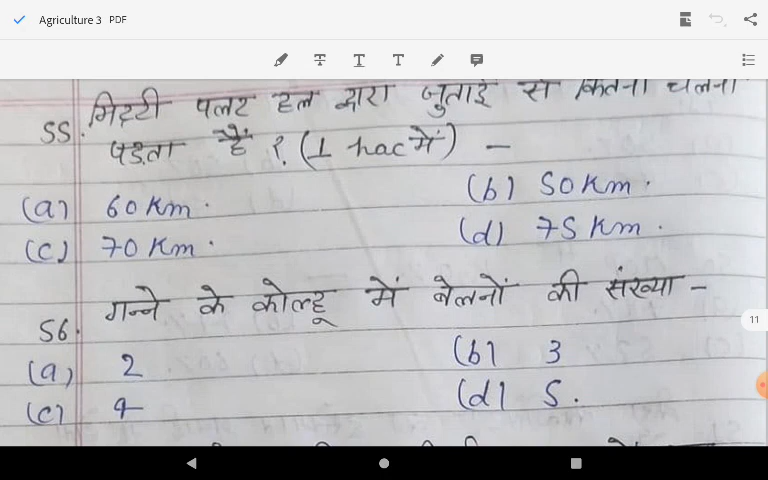 Agriculture 3 PDF
मिट्टी पलट हल द्वारा जुताई से कितना चलना
55. पड़ता हैं ? (1 hac में) –
(a) 60 Km. (b) 50 Km.
(c) 70 Km. (d) 75 Km.
56. गन्ने के कोल्हू में बेलनों की संख्या –
11
(a) 2 (b) 3
(c) 4 (d) 5.